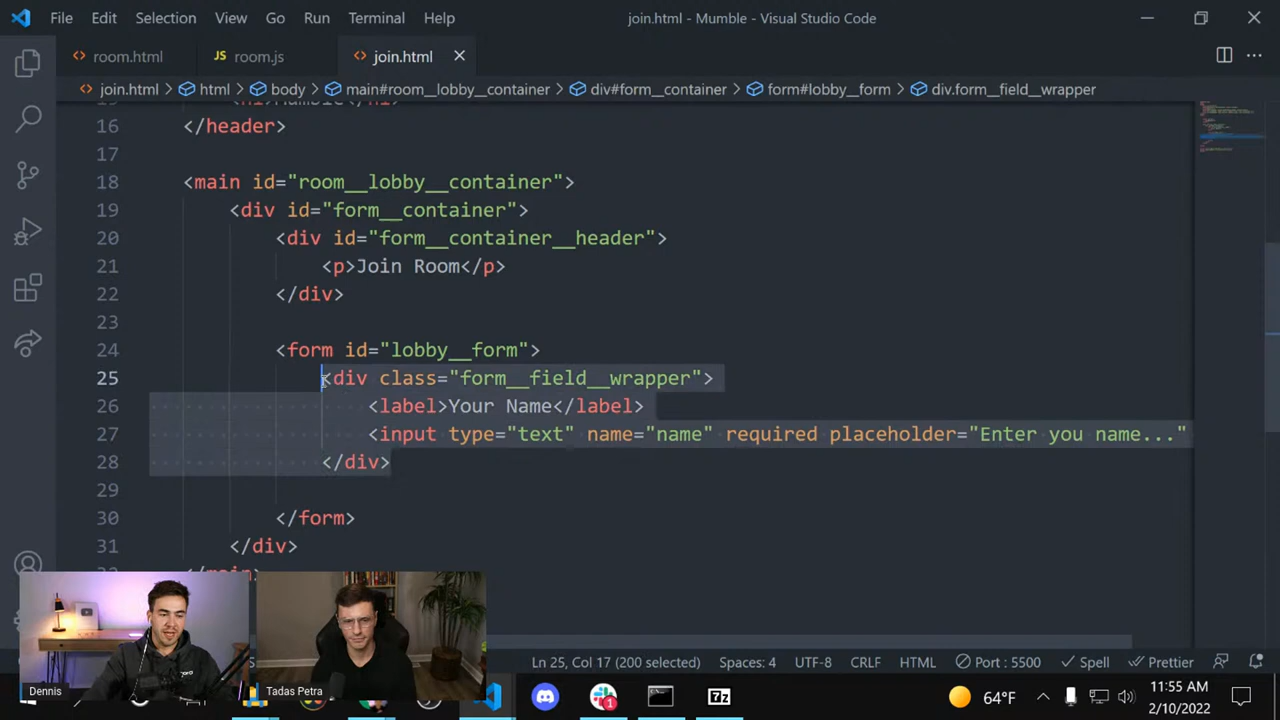 File Edit Selection View Go Run Terminal Help join.html - Mumble - Visual Studio Code
room.html JS room.js join.html
join.html > html > body > main#room__lobby__container > div#form__container > form#lobby__form > div.form__field__wrapper
16 </header>
17
18 <main id="room__lobby__container">
19 <div id="form__container">
20 <div id="form__container__header">
21 <p>Join Room</p>
22 </div>
23
24 <form id="lobby__form">
25 <div class="form__field__wrapper">
26 <label>Your Name</label>
27 <input type="text" name="name" required placeholder="Enter you name..."
28 </div>
29
30 </form>
31 </div>
Ln 25, Col 17 (200 selected) Spaces: 4 UTF-8 CRLF HTML Port : 5500 Spell Prettier
Dennis Tadas Petra
1 7z 64°F 11:55 AM
2/10/2022